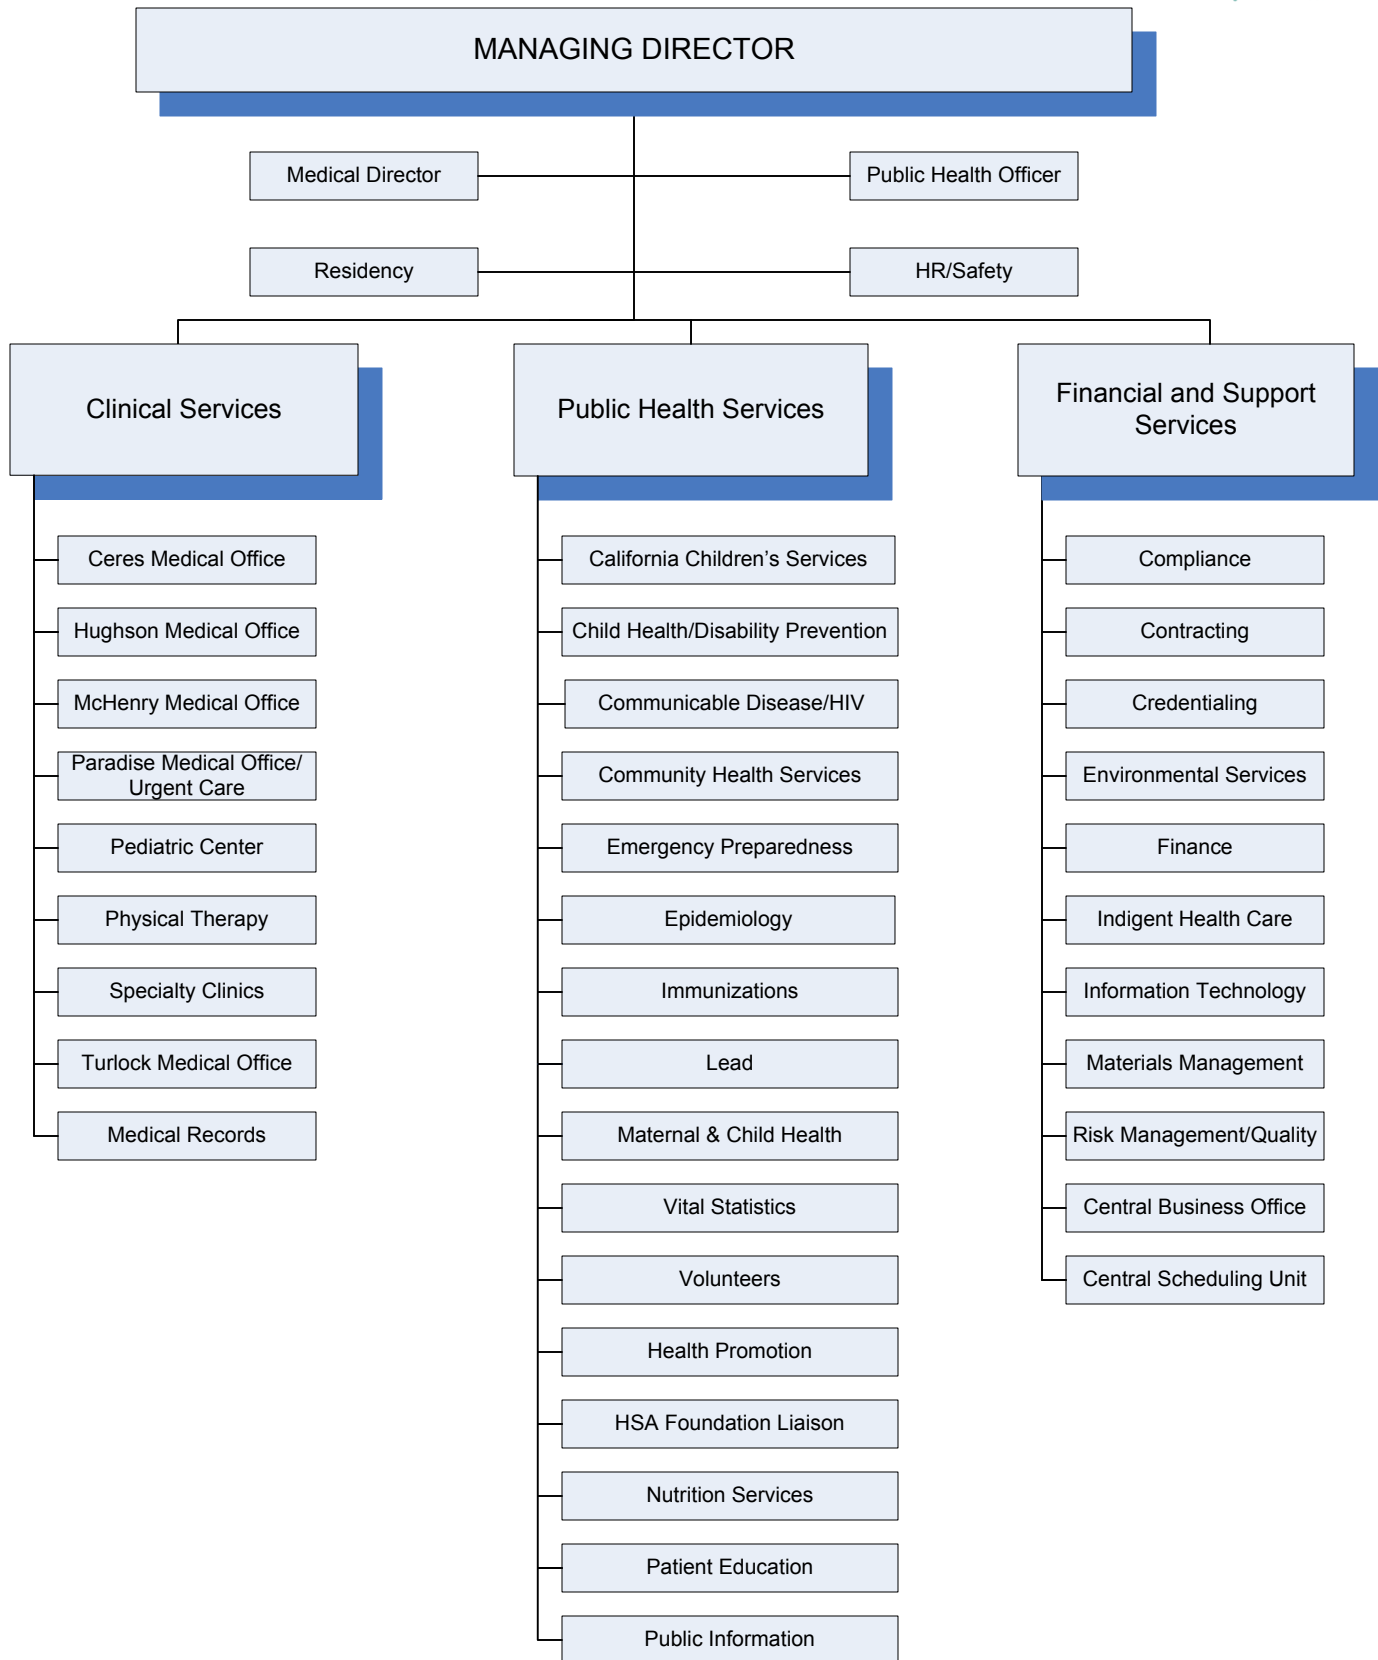 MANAGING DIRECTOR
Medical Director
Public Health Officer
Residency
HR/Safety
Clinical Services
Public Health Services
Financial and Support
Services
Ceres Medical Office
Hughson Medical Office
McHenry Medical Office
Paradise Medical Office/
Urgent Care
Pediatric Center
Physical Therapy
Specialty Clinics
Turlock Medical Office
Medical Records
California Children’s Services
Child Health/Disability Prevention
Communicable Disease/HIV
Community Health Services
Emergency Preparedness
Epidemiology
Immunizations
Lead
Maternal & Child Health
Vital Statistics
Volunteers
Health Promotion
HSA Foundation Liaison
Nutrition Services
Patient Education
Public Information
Compliance
Contracting
Credentialing
Environmental Services
Finance
Indigent Health Care
Information Technology
Materials Management
Risk Management/Quality
Central Business Office
Central Scheduling Unit